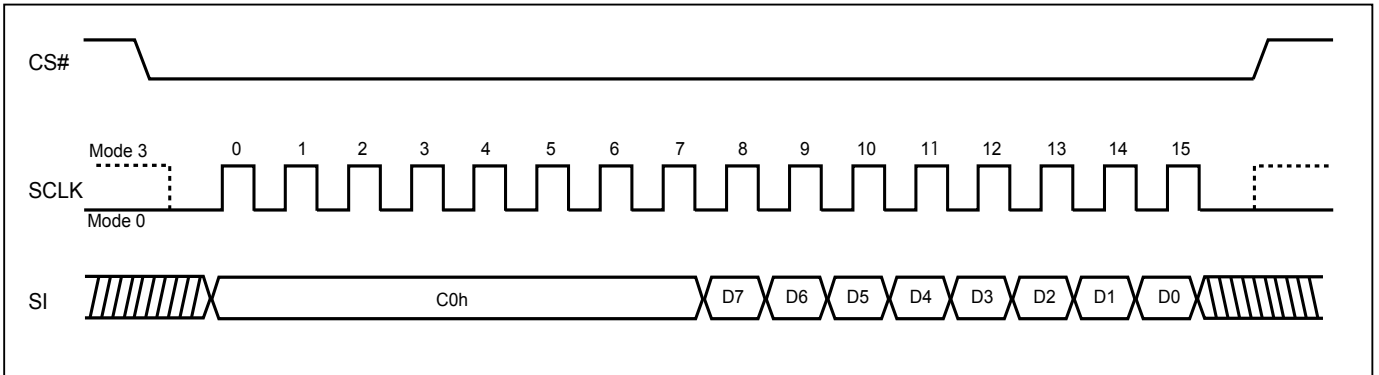 CS#
Mode 3
0 1 2 3 4 5 6 7 8 9 10 11 12 13 14 15
SCLK
Mode 0
SI
C0h D7 D6 D5 D4 D3 D2 D1 D0